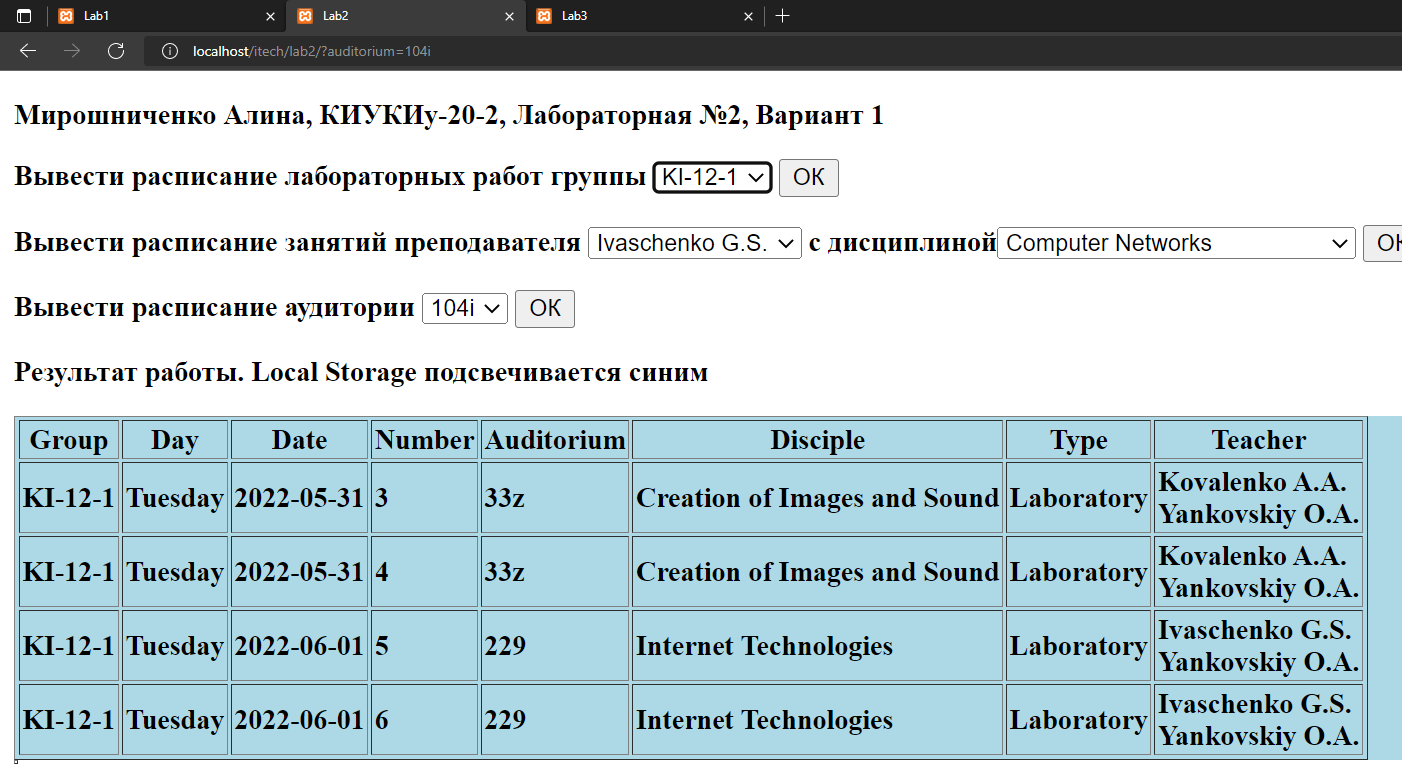 Lab1
Lab2
Lab3
localhost/itech/lab2/?auditorium=104i
Мирошниченко Алина, КИУКИу-20-2, Лабораторная №2, Вариант 1
Вывести расписание лабораторных работ группы KI-12-1 OK
Вывести расписание занятий преподавателя Ivaschenko G.S. с дисциплиной Computer Networks OK
Вывести расписание аудитории 104i OK
Результат работы. Local Storage подсвечивается синим
Group Day Date Number Auditorium Disciple Type Teacher
KI-12-1 Tuesday 2022-05-31 3 33z Creation of Images and Sound Laboratory Kovalenko A.A.
Yankovskiy O.A.
KI-12-1 Tuesday 2022-05-31 4 33z Creation of Images and Sound Laboratory Kovalenko A.A.
Yankovskiy O.A.
KI-12-1 Tuesday 2022-06-01 5 229 Internet Technologies Laboratory Ivaschenko G.S.
Yankovskiy O.A.
KI-12-1 Tuesday 2022-06-01 6 229 Internet Technologies Laboratory Ivaschenko G.S.
Yankovskiy O.A.